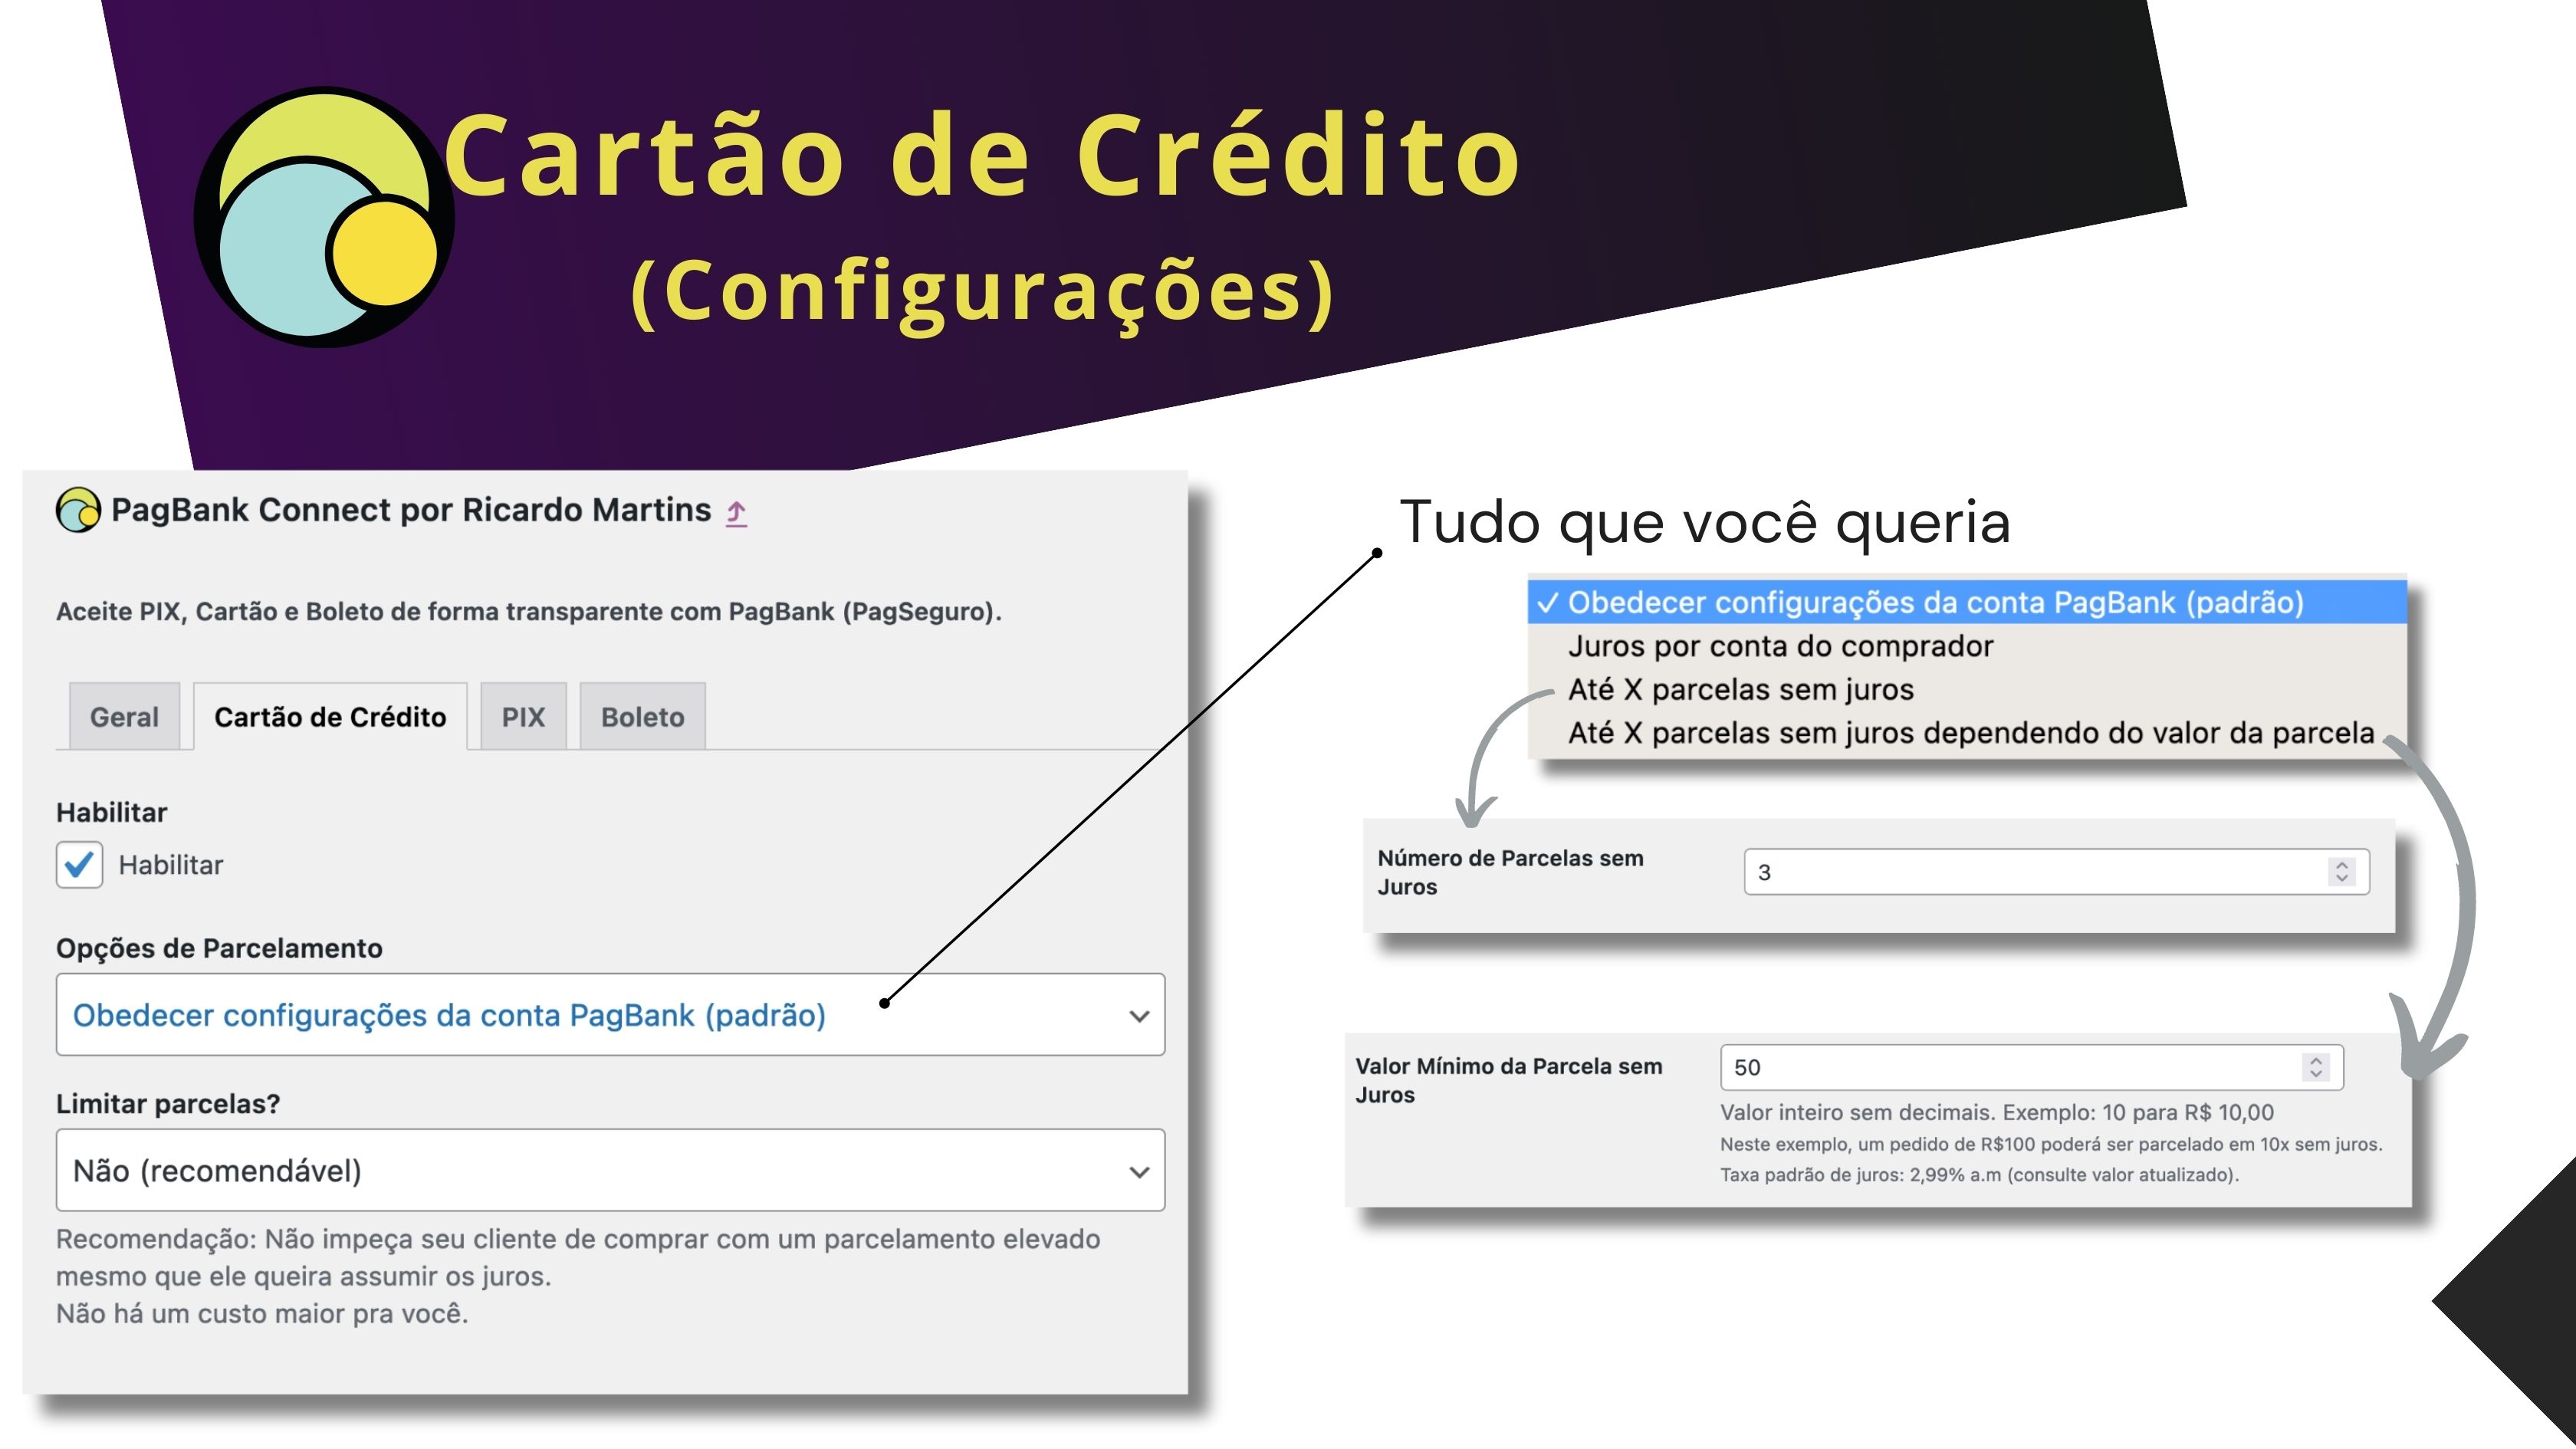 Cartão de Crédito
(Configurações)
PagBank Connect por Ricardo Martins ⤴
Aceite PIX, Cartão e Boleto de forma transparente com PagBank (PagSeguro).
Geral Cartão de Crédito PIX Boleto
Habilitar
Habilitar
Opções de Parcelamento
Obedecer configurações da conta PagBank (padrão)
Limitar parcelas?
Não (recomendável)
Recomendação: Não impeça seu cliente de comprar com um parcelamento elevado
mesmo que ele queira assumir os juros.
Não há um custo maior pra você.
Tudo que você queria
✓ Obedecer configurações da conta PagBank (padrão)
Juros por conta do comprador
Até X parcelas sem juros
Até X parcelas sem juros dependendo do valor da parcela
Número de Parcelas sem
Juros
3
Valor Mínimo da Parcela sem
Juros
50
Valor inteiro sem decimais. Exemplo: 10 para R$ 10,00
Neste exemplo, um pedido de R$100 poderá ser parcelado em 10x sem juros.
Taxa padrão de juros: 2,99% a.m (consulte valor atualizado).